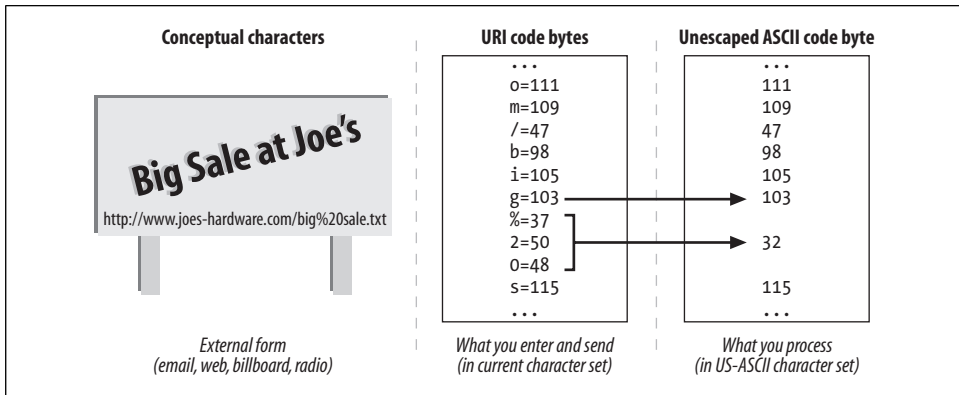 Conceptual characters
Big Sale at Joe's
http://www.joes-hardware.com/big%20sale.txt
External form
(email, web, billboard, radio)
URI code bytes
...
o=111
m=109
/=47
b=98
i=105
g=103
%=37
2=50
0=48
s=115
...
What you enter and send
(in current character set)
Unescaped ASCII code byte
...
111
109
47
98
105
103
32
115
...
What you process
(in US-ASCII character set)